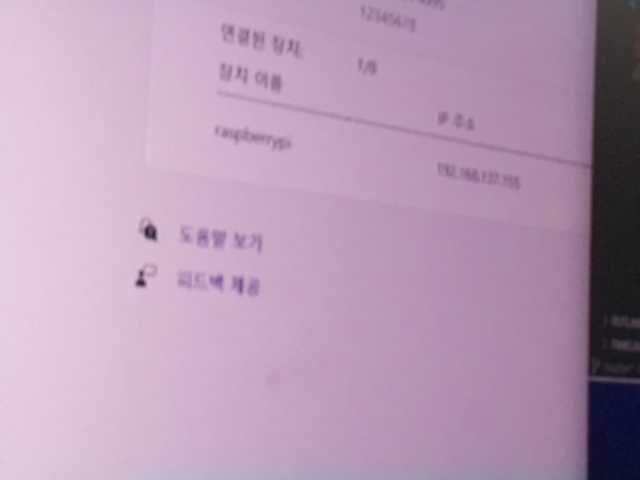 12345678
연결된 장치: 1/8
장치 이름 IP 주소
raspberrypi 192.168.137.155
도움말 보기
피드백 제공